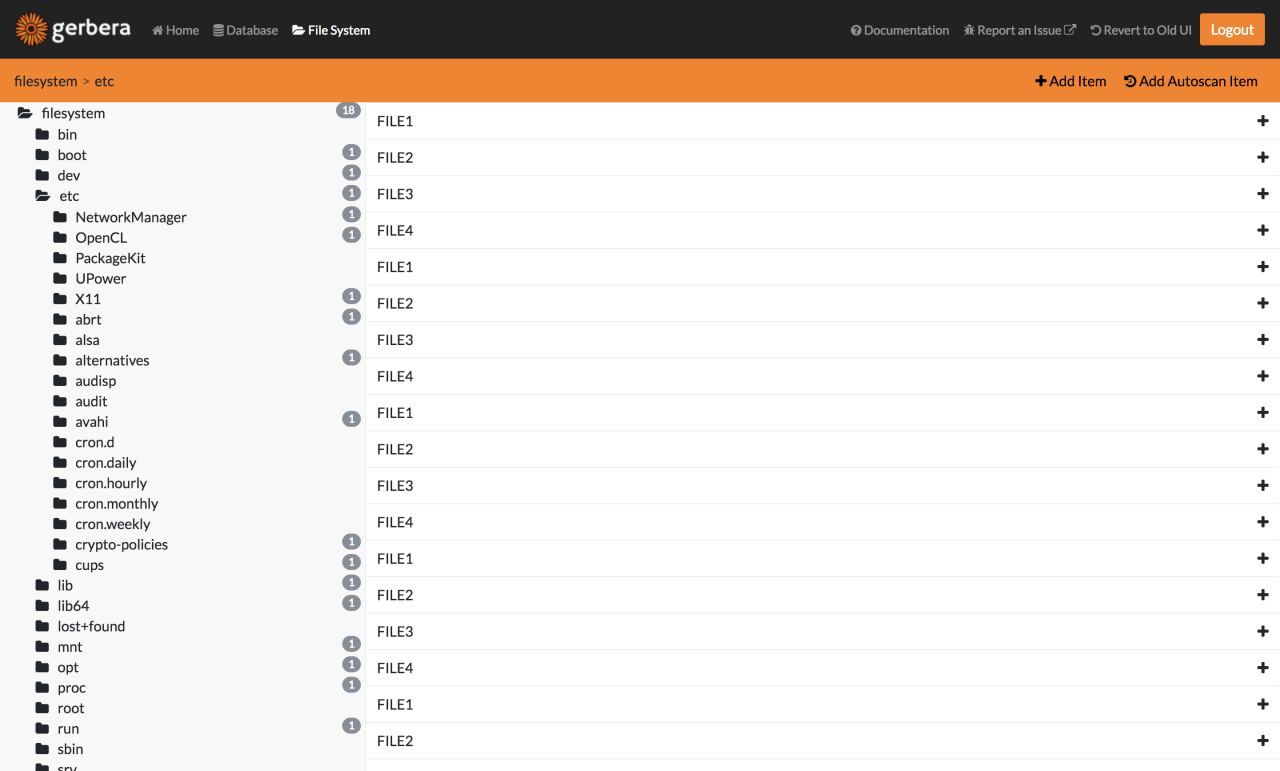 gerbera Home Database File System Documentation Report an Issue Revert to Old UI Logout
filesystem > etc Add Item Add Autoscan Item
filesystem 18
bin
boot 1
dev 1
etc 1
NetworkManager 1
OpenCL 1
PackageKit
UPower
X11 1
abrt 1
alsa
alternatives 1
audisp
audit
avahi 1
cron.d
cron.daily
cron.hourly
cron.monthly
cron.weekly
crypto-policies 1
cups 1
lib 1
lib64 1
lost+found
mnt 1
opt 1
proc 1
root
run 1
sbin
srv
FILE1
FILE2
FILE3
FILE4
FILE1
FILE2
FILE3
FILE4
FILE1
FILE2
FILE3
FILE4
FILE1
FILE2
FILE3
FILE4
FILE1
FILE2